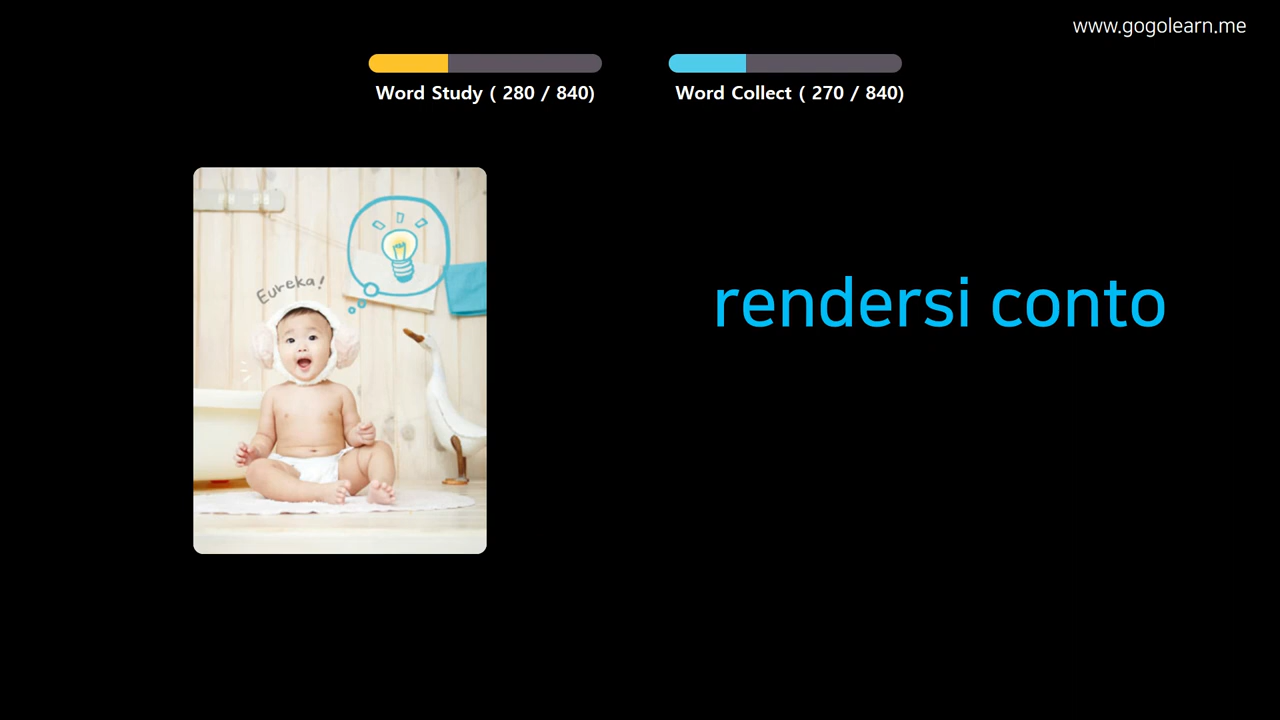 www.gogolearn.me
Word Study ( 280 / 840)
Word Collect ( 270 / 840)
Eureka!
rendersi conto